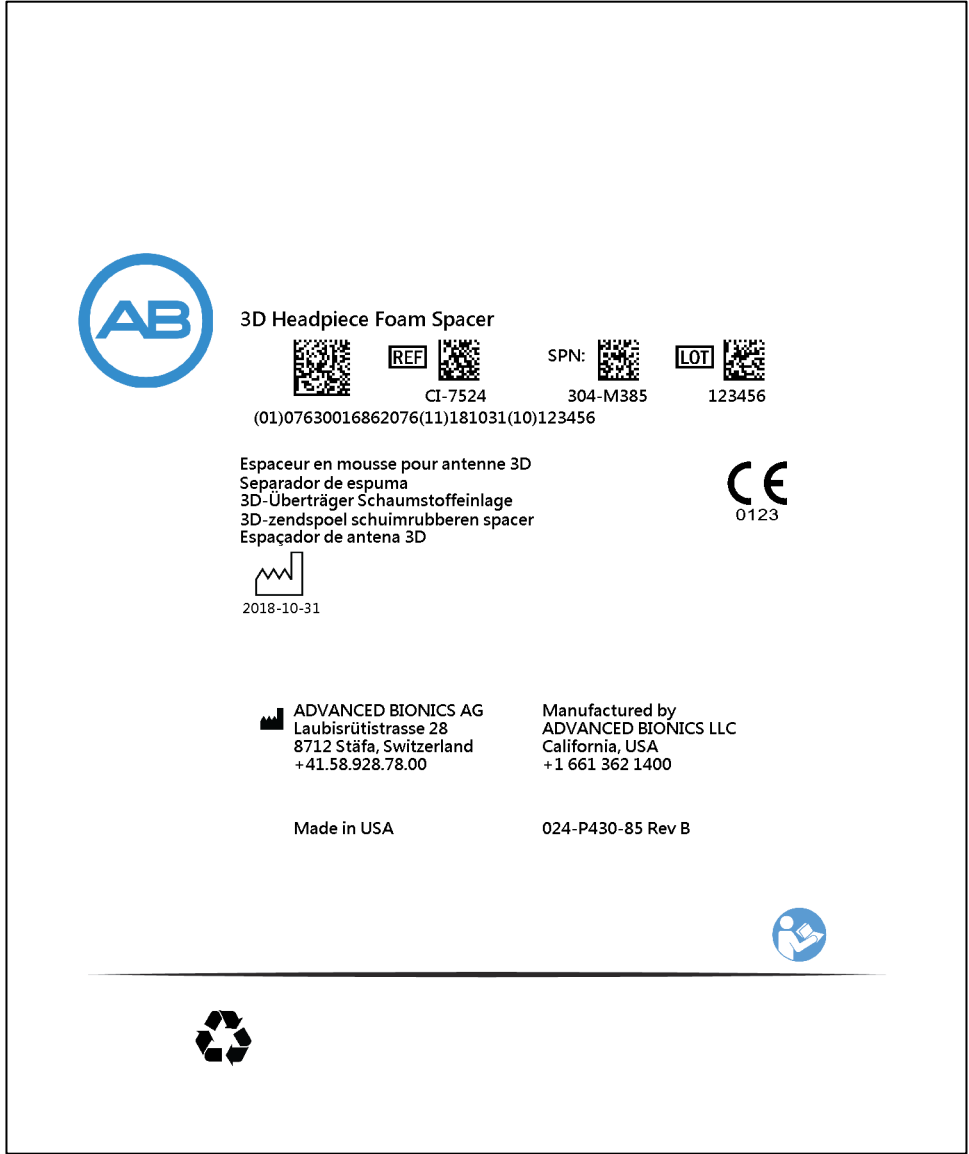 AB
3D Headpiece Foam Spacer
REF
SPN:
LOT
CI-7524
304-M385
123456
(01)07630016862076(11)181031(10)123456
Espaceur en mousse pour antenne 3D
Separador de espuma
3D-Überträger Schaumstoffeinlage
3D-zendspoel schuimrubberen spacer
Espaçador de antena 3D
CE
0123
2018-10-31
ADVANCED BIONICS AG
Laubisrütistrasse 28
8712 Stäfa, Switzerland
+41.58.928.78.00
Manufactured by
ADVANCED BIONICS LLC
California, USA
+1 661 362 1400
Made in USA
024-P430-85 Rev B